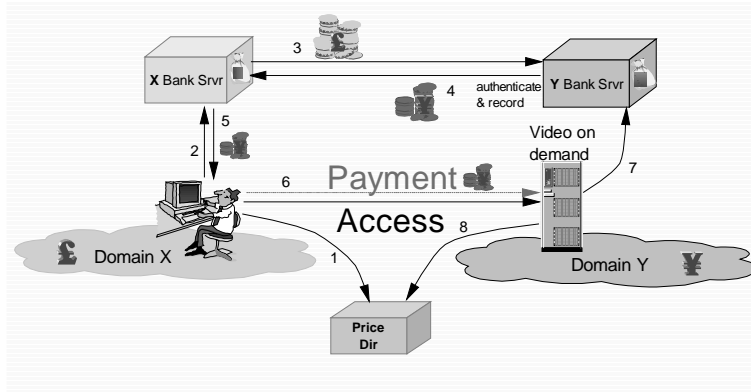 3
£
X Bank Srvr
4
¥
authenticate
& record
Y Bank Srvr
5
2
¥
Video on
demand
7
6
Payment
¥
Access
8
£
Domain X
1
Domain Y
¥
Price
Dir